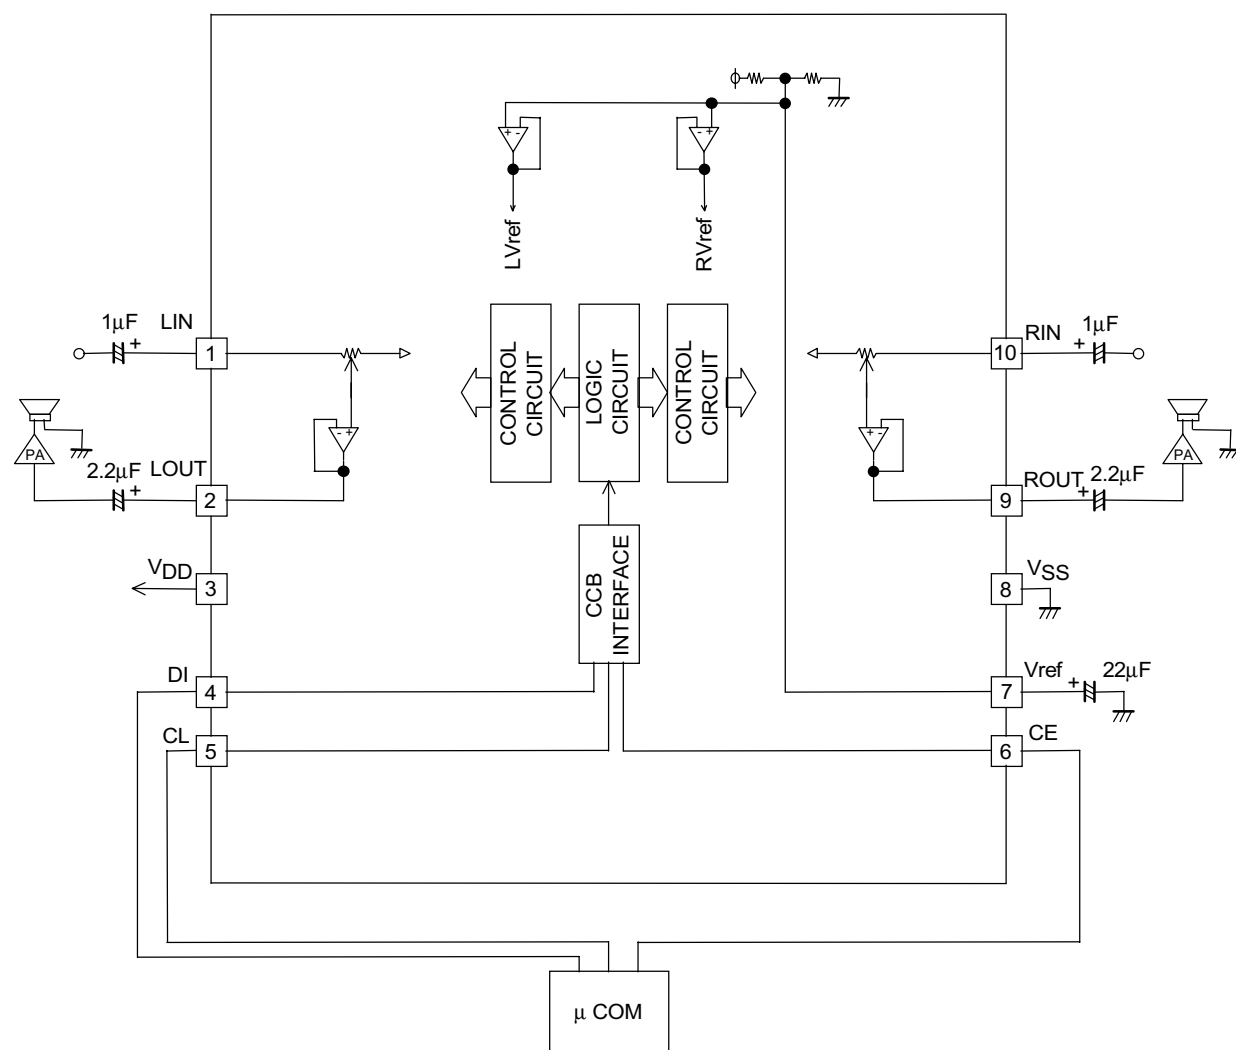 + -
- +
LVref
RVref
1μF
+
LIN
1
CONTROL
CIRCUIT
LOGIC
CIRCUIT
CONTROL
CIRCUIT
10
RIN
+
1μF
PA
- +
LOUT
2.2μF
+
2
- +
PA
ROUT
9
+
2.2μF
VDD
3
CCB
INTERFACE
8
VSS
DI
4
7
Vref
+
22μF
CL
5
6
CE
μ COM